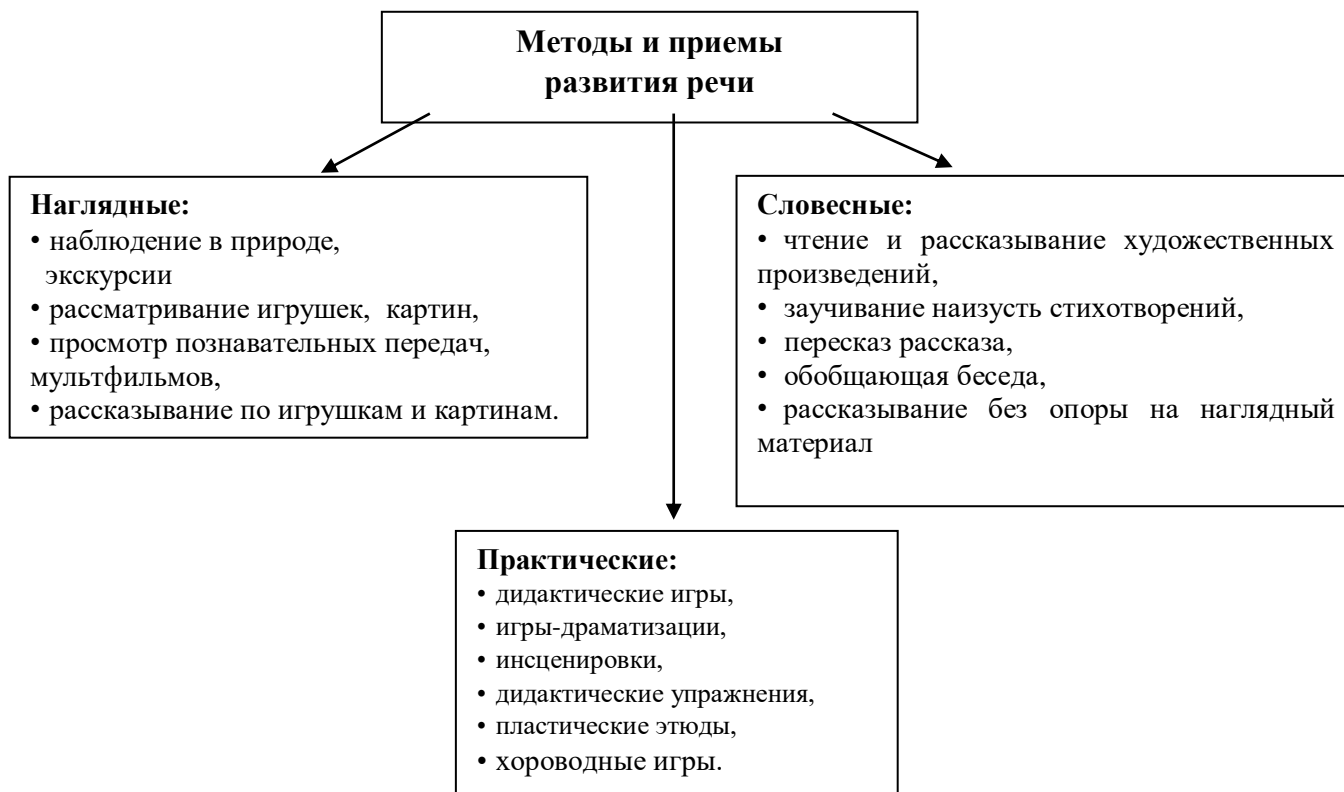 Методы и приемы
развития речи
Наглядные:
• наблюдение в природе,
экскурсии
• рассматривание игрушек, картин,
• просмотр познавательных передач,
мультфильмов,
• рассказывание по игрушкам и картинам.
Словесные:
• чтение и рассказывание художественных
произведений,
• заучивание наизусть стихотворений,
• пересказ рассказа,
• обобщающая беседа,
• рассказывание без опоры на наглядный
материал
Практические:
• дидактические игры,
• игры-драматизации,
• инсценировки,
• дидактические упражнения,
• пластические этюды,
• хороводные игры.